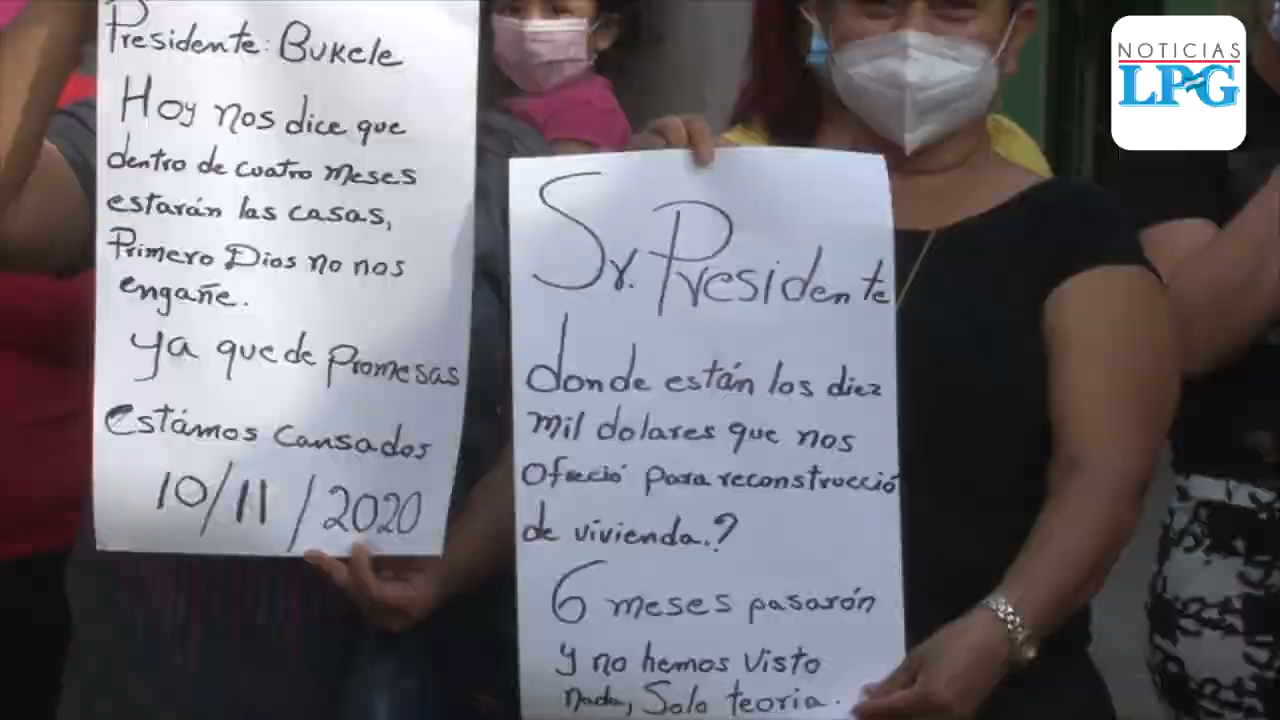 Presidente: Bukele
Hoy nos dice que
dentro de cuatro meses
estarán las casas,
Primero Dios no nos
engañe.
ya que de promesas
estámos cansados
10/11/2020
Sr. Presidente
donde están los diez
mil dolares que nos
ofreció para reconstrucció
de vivienda.?
6 meses pasarón
y no hemos visto
nada, Solo teoria.
NOTICIAS
LPG